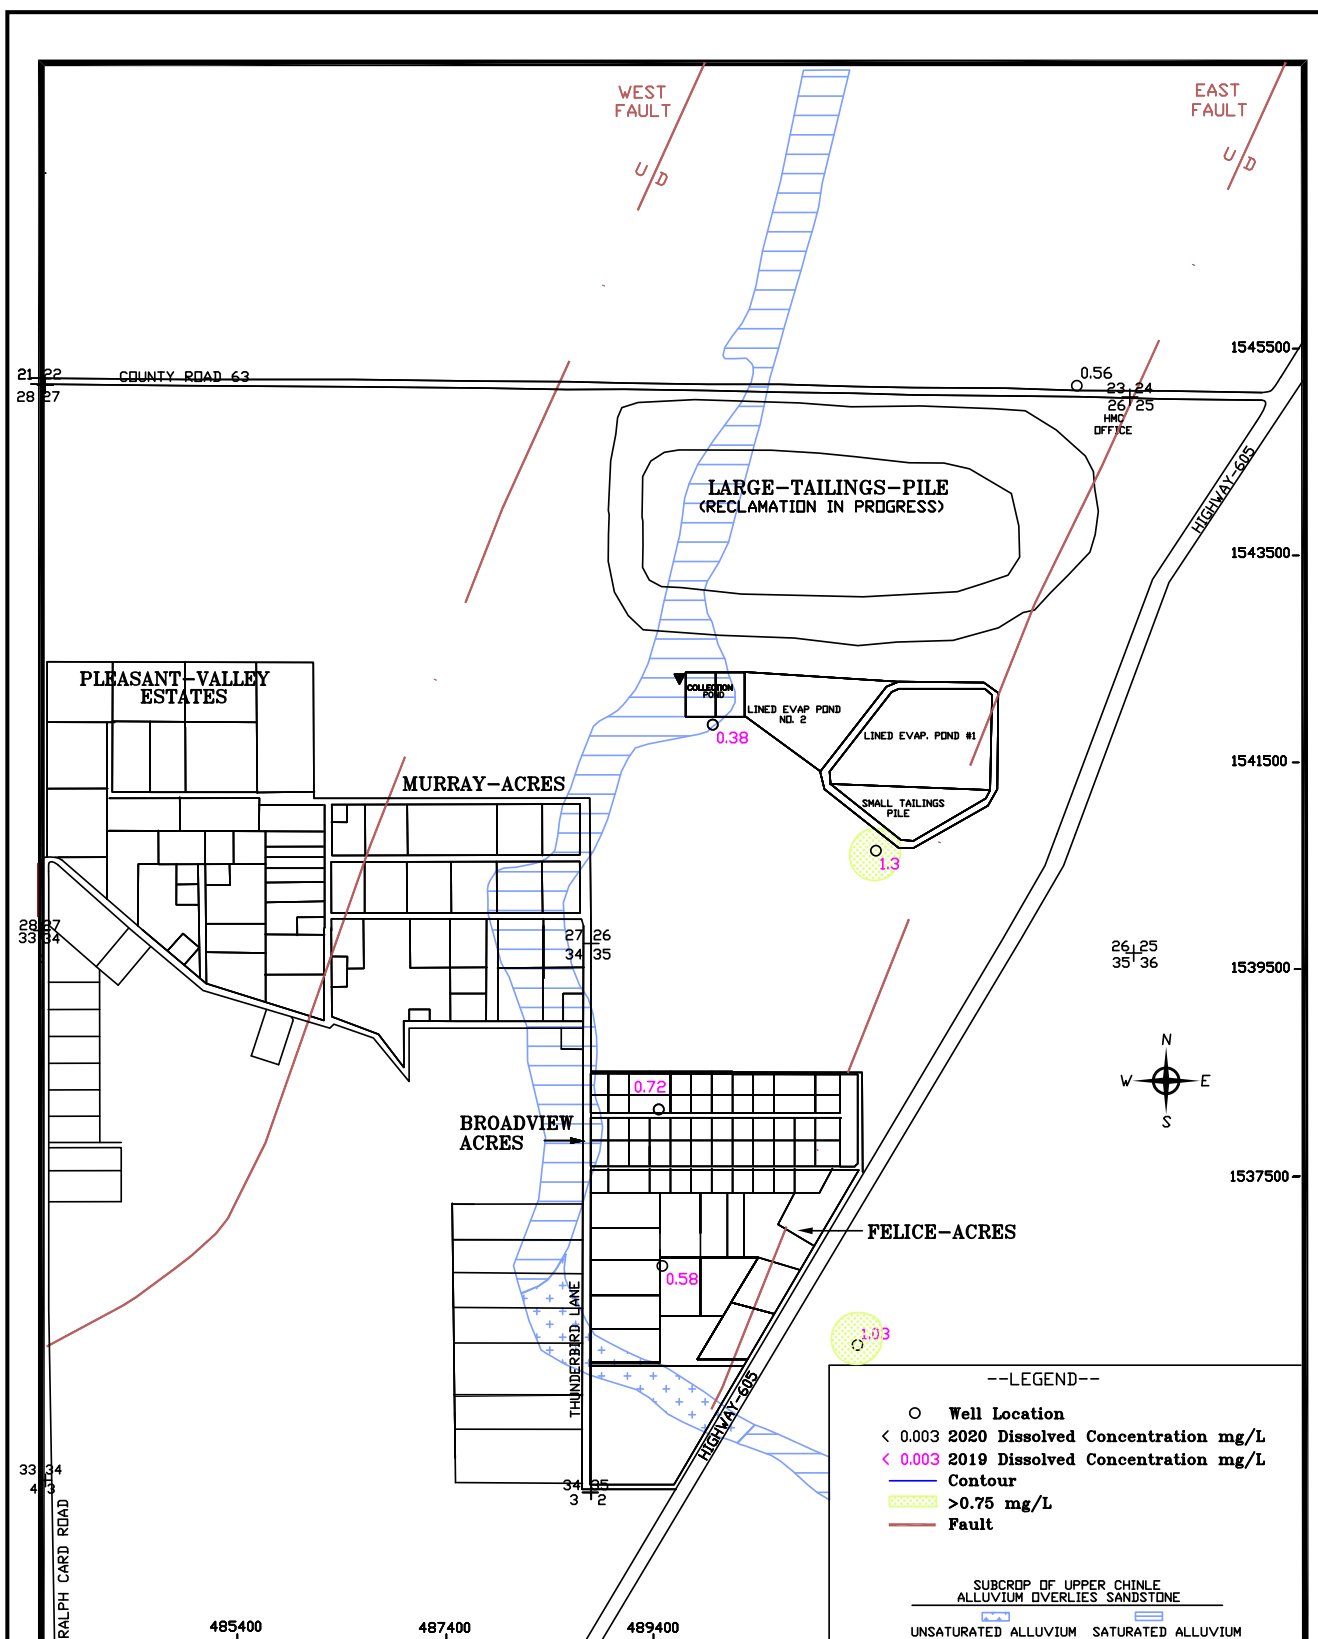 WEST
FAULT
EAST
FAULT
U D
U D
1545500
21 22
28 27
COUNTY ROAD 63
0.56
23 24
26 25
HMC
OFFICE
HIGHWAY-605
LARGE-TAILINGS-PILE
(RECLAMATION IN PROGRESS)
1543500
PLEASANT-VALLEY
ESTATES
COLLECTION
POND
LINED EVAP POND
NO. 2
LINED EVAP. POND #1
0.38
1541500
MURRAY-ACRES
SMALL TAILINGS
PILE
1.3
28 27
33 34
27 26
34 35
26 25
35 36
1539500
N
W E
S
0.72
BROADVIEW
ACRES
1537500
FELICE-ACRES
0.58
THUNDERBIRD LANE
1.03
HIGHWAY-605
--LEGEND--
Well Location
< 0.003 2020 Dissolved Concentration mg/L
< 0.003 2019 Dissolved Concentration mg/L
Contour
>0.75 mg/L
Fault
33 34
4 3
34 35
3 2
RALPH CARD ROAD
SUBCROP OF UPPER CHINLE
ALLUVIUM OVERLIES SANDSTONE
UNSATURATED ALLUVIUM SATURATED ALLUVIUM
485400
487400
489400